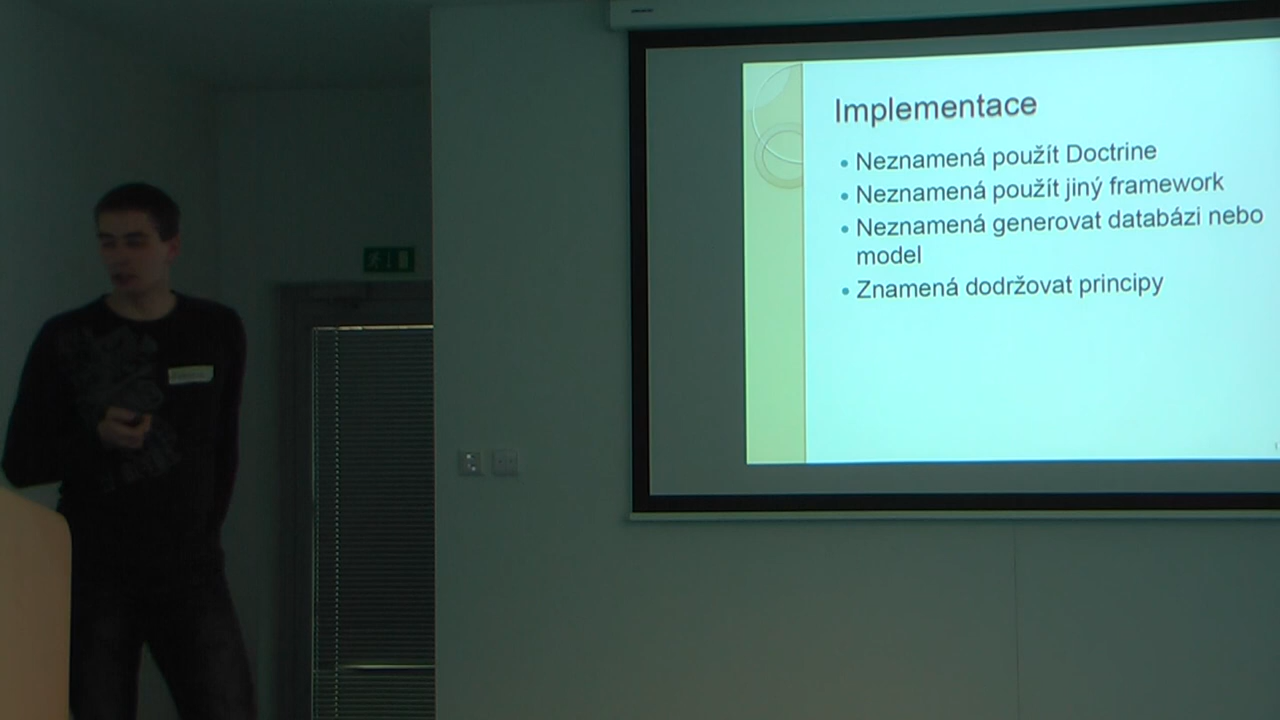 Implementace
• Neznamená použít Doctrine
• Neznamená použít jiný framework
• Neznamená generovat databázi nebo
model
• Znamená dodržovat principy